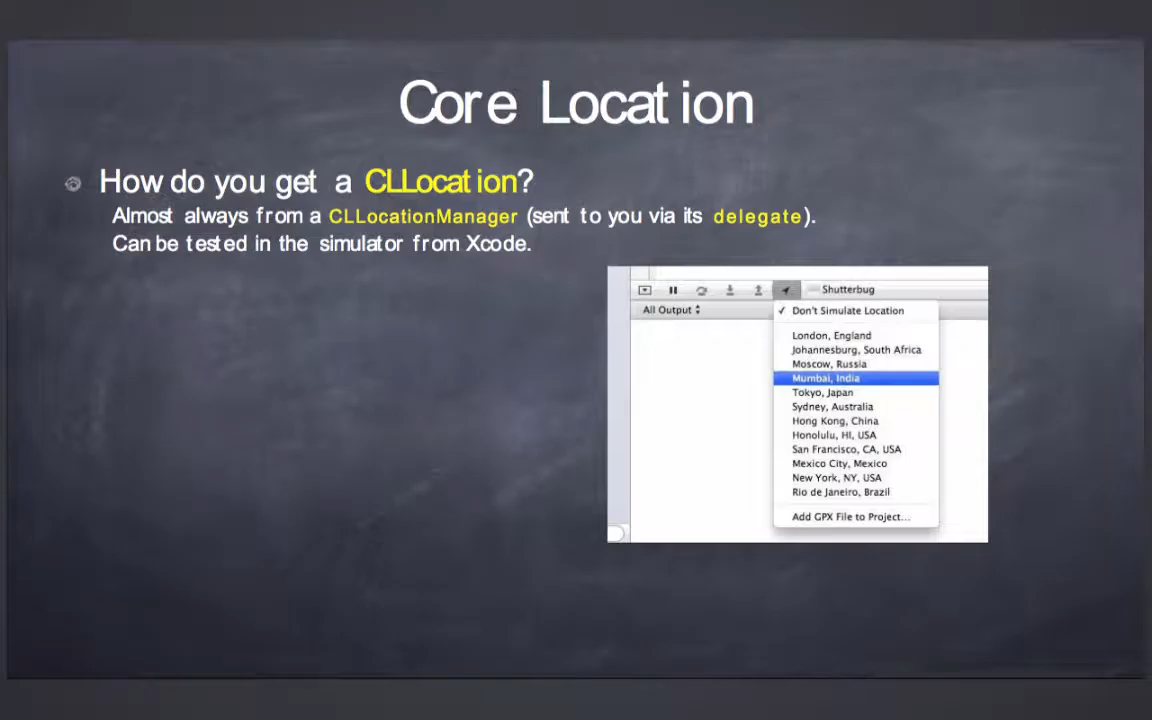 Core Location
How do you get a CLLocation?
Almost always from a CLLocationManager (sent to you via its delegate).
Can be tested in the simulator from Xcode.
Shutterbug
All Output
✓ Don't Simulate Location
London, England
Johannesburg, South Africa
Moscow, Russia
Mumbai, India
Tokyo, Japan
Sydney, Australia
Hong Kong, China
Honolulu, HI, USA
San Francisco, CA, USA
Mexico City, Mexico
New York, NY, USA
Rio de Janeiro, Brazil
Add GPX File to Project...